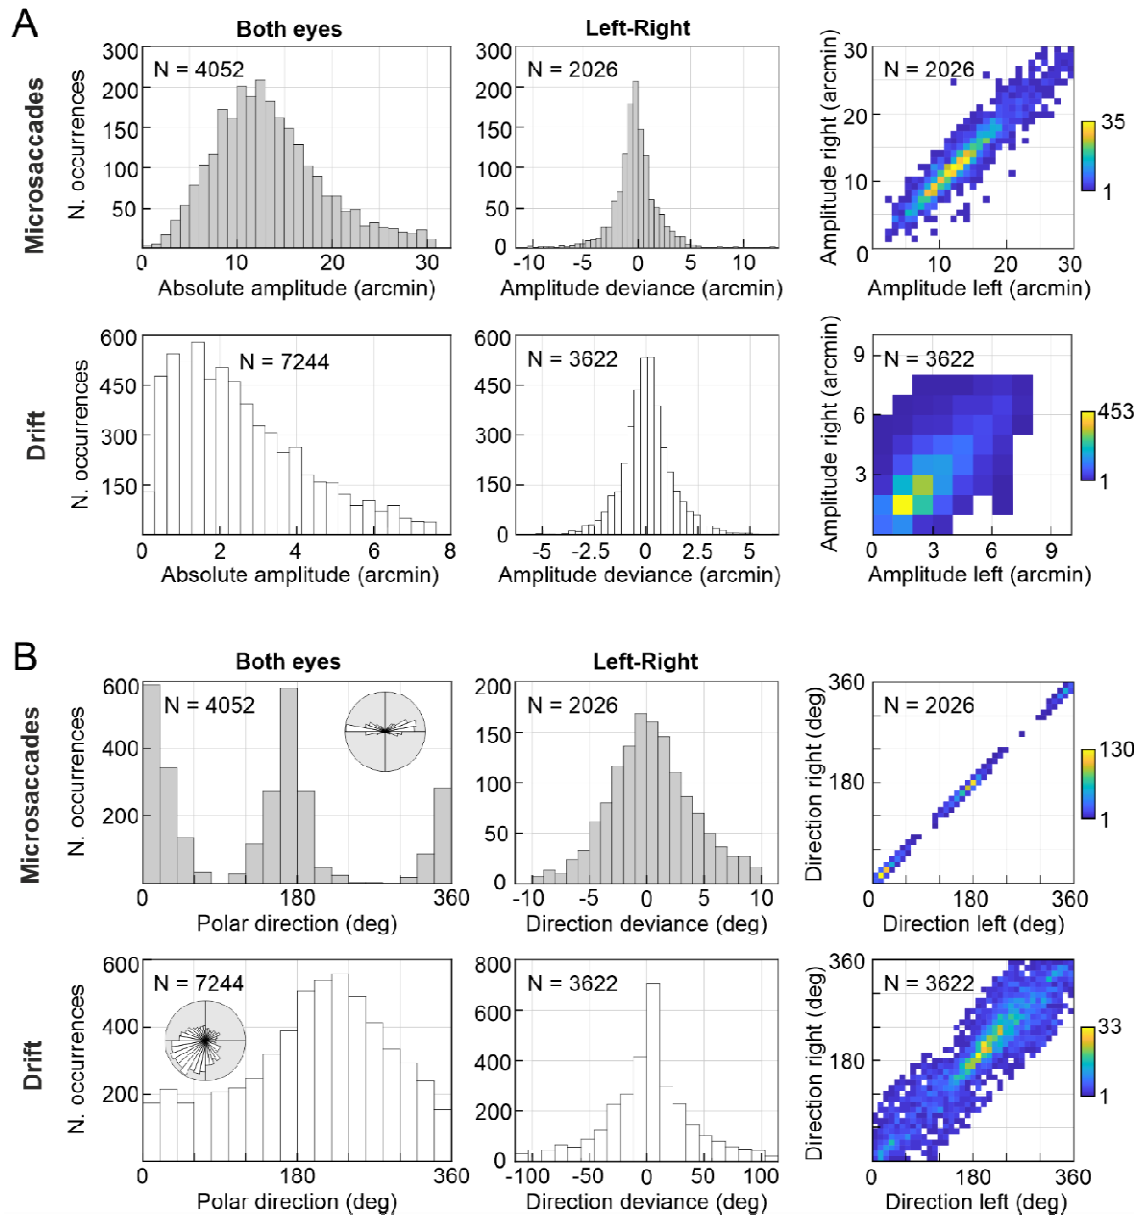 A
Both eyes
Left-Right
Microsaccades
N. occurrences
300
250
200
150
100
50
0
N = 4052
0 10 20 30
Absolute amplitude (arcmin)
300
250
200
150
100
50
0
N = 2026
-10 -5 0 5 10
Amplitude deviance (arcmin)
Amplitude right (arcmin)
30
20
10
0
N = 2026
10 20 30
Amplitude left (arcmin)
35
1
Drift
N. occurrences
600
450
300
150
0
N = 7244
0 2 4 6 8
Absolute amplitude (arcmin)
600
450
300
150
0
N = 3622
-5 -2.5 0 2.5 5
Amplitude deviance (arcmin)
Amplitude right (arcmin)
9
6
3
0
N = 3622
0 3 6 9
Amplitude left (arcmin)
453
1
B
Both eyes
Left-Right
Microsaccades
N. occurrences
600
400
200
N = 4052
0 180 360
Polar direction (deg)
200
150
100
50
0
N = 2026
-10 -5 0 5 10
Direction deviance (deg)
Direction right (deg)
360
180
N = 2026
0 180 360
Direction left (deg)
130
1
Drift
N. occurrences
600
400
200
N = 7244
0 180 360
Polar direction (deg)
800
600
400
200
0
N = 3622
-100 -50 0 50 100
Direction deviance (deg)
Direction right (deg)
360
180
0
N = 3622
0 180 360
Direction left (deg)
33
1